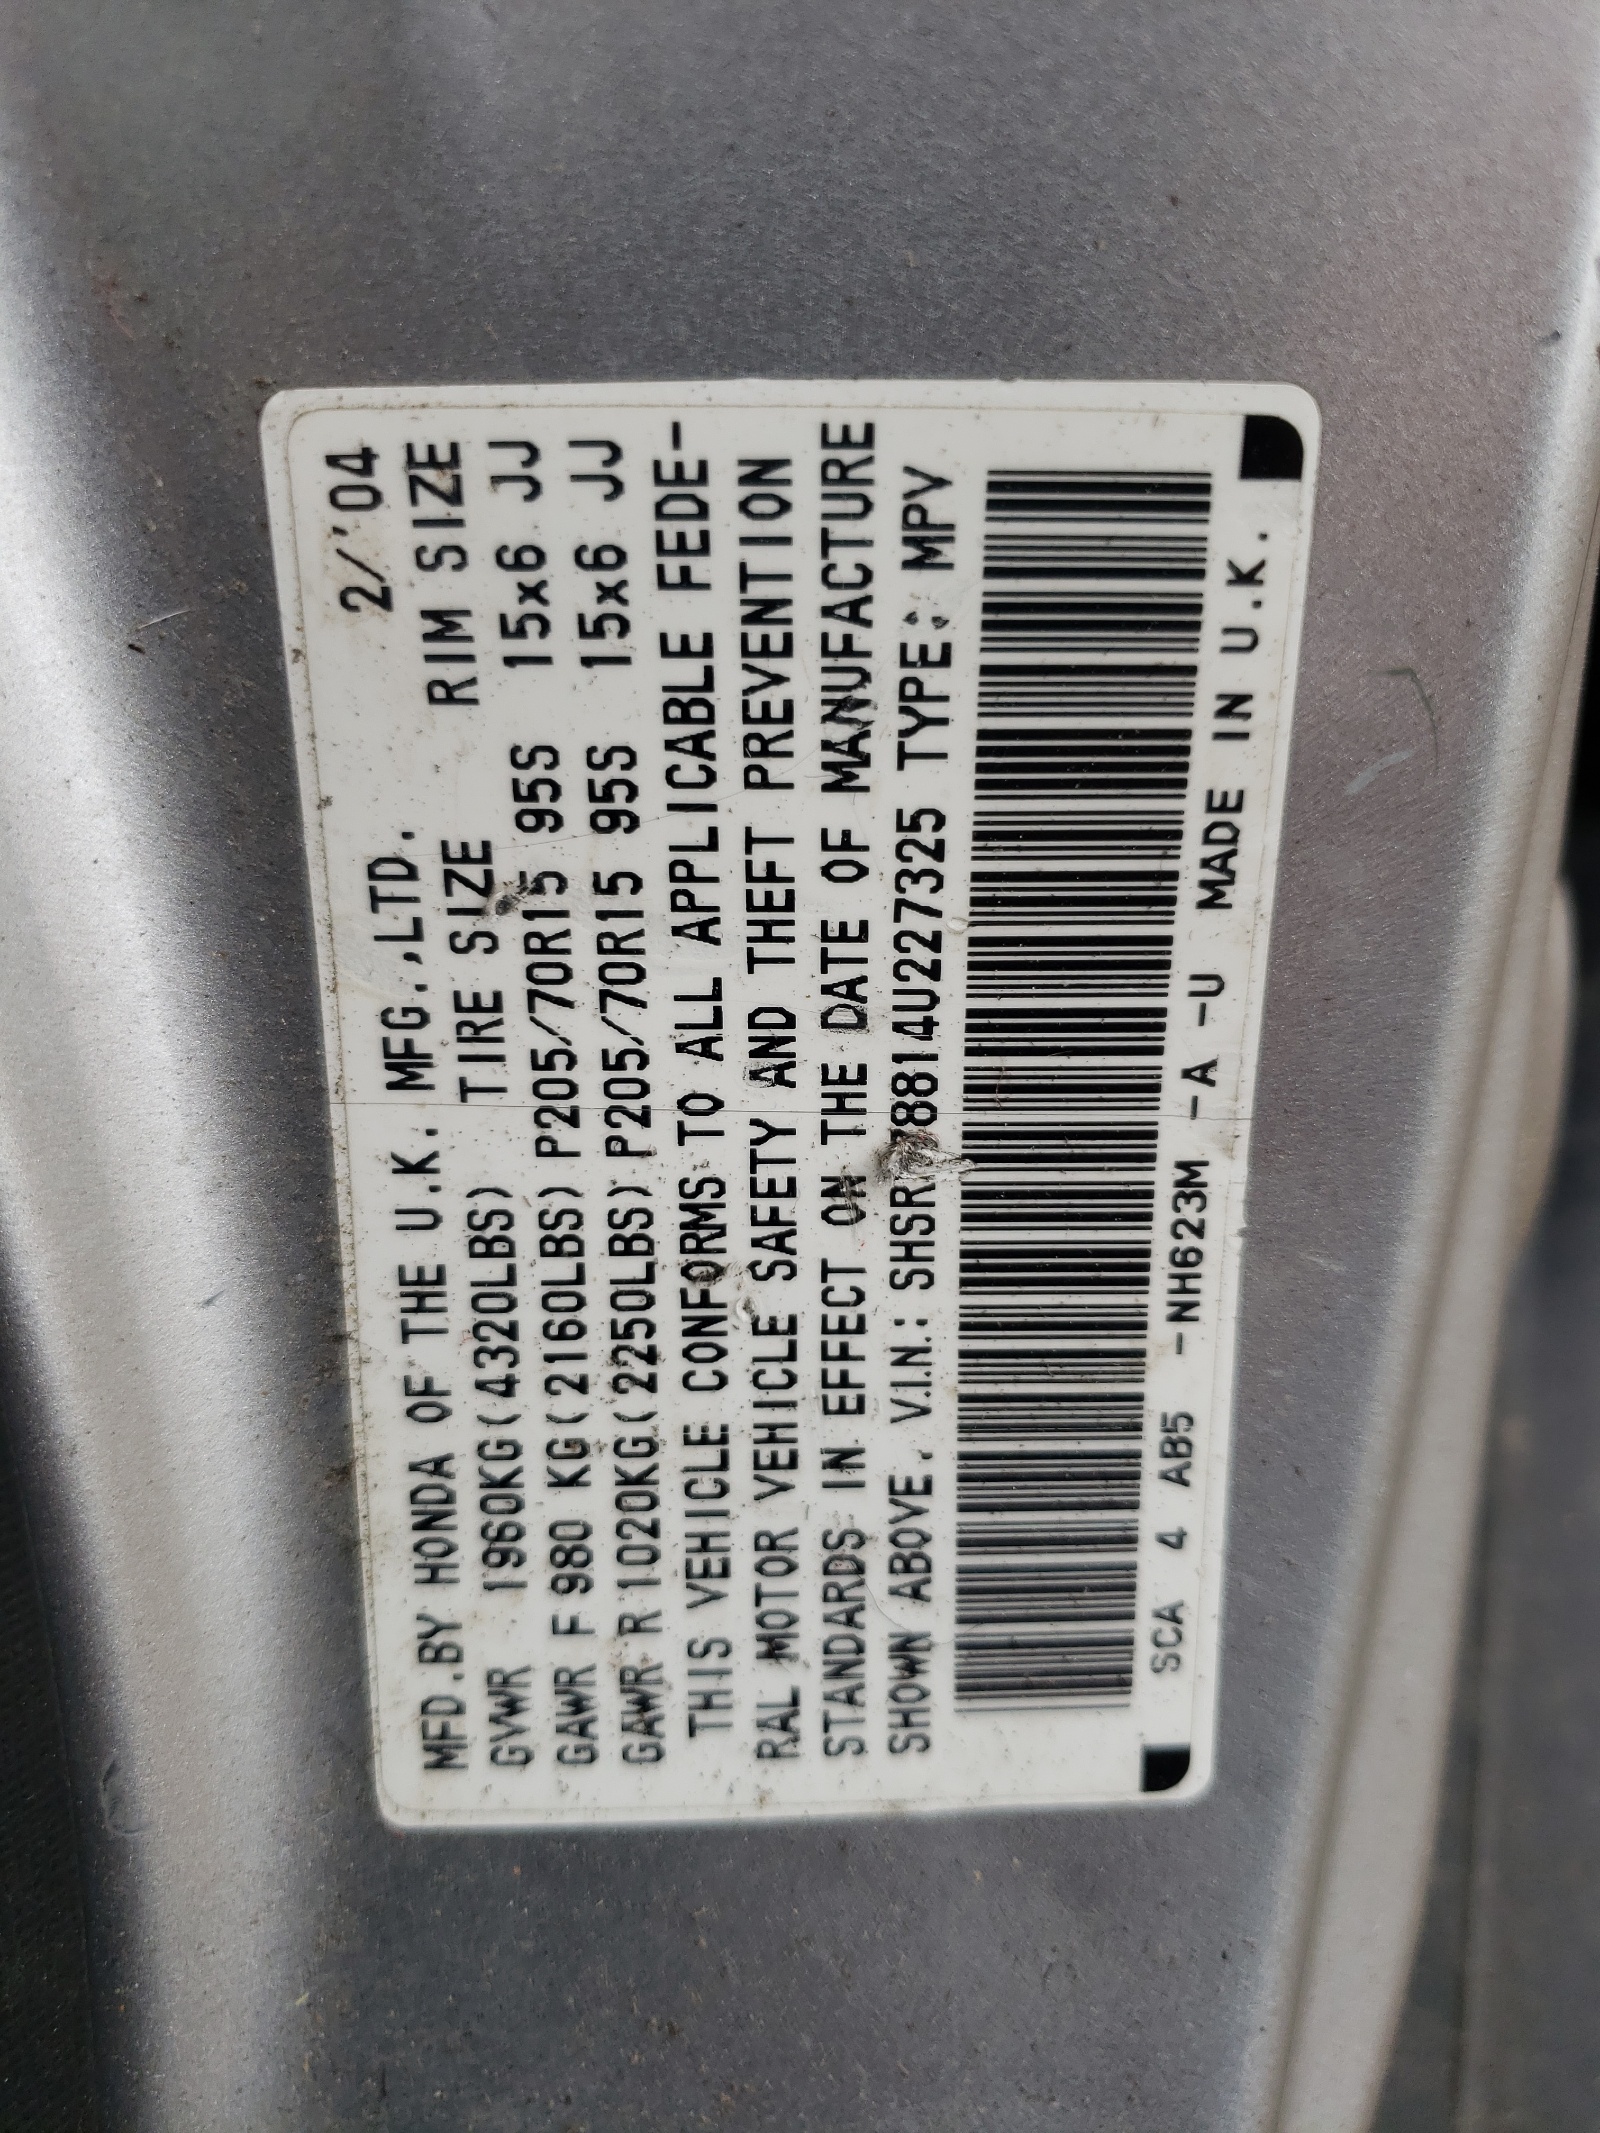 2/'04
MFD.BY HONDA OF THE U.K. MFG.,LTD.
TIRE SIZE RIM SIZE
GVWR 1960KG(4320LBS)
GAWR F 980 KG(2160LBS) P205/70R15 95S 15x6 JJ
GAWR R 1020KG(2250LBS) P205/70R15 95S 15x6 JJ
THIS VEHICLE CONFORMS TO ALL APPLICABLE FEDE-
RAL MOTOR VEHICLE SAFETY AND THEFT PREVENTION
STANDARDS IN EFFECT ON THE DATE OF MANUFACTURE
SHOWN ABOVE. V.I.N.: TYPE: MPV
SCA 4 AB5 -NH623M -A -U MADE IN U.K.